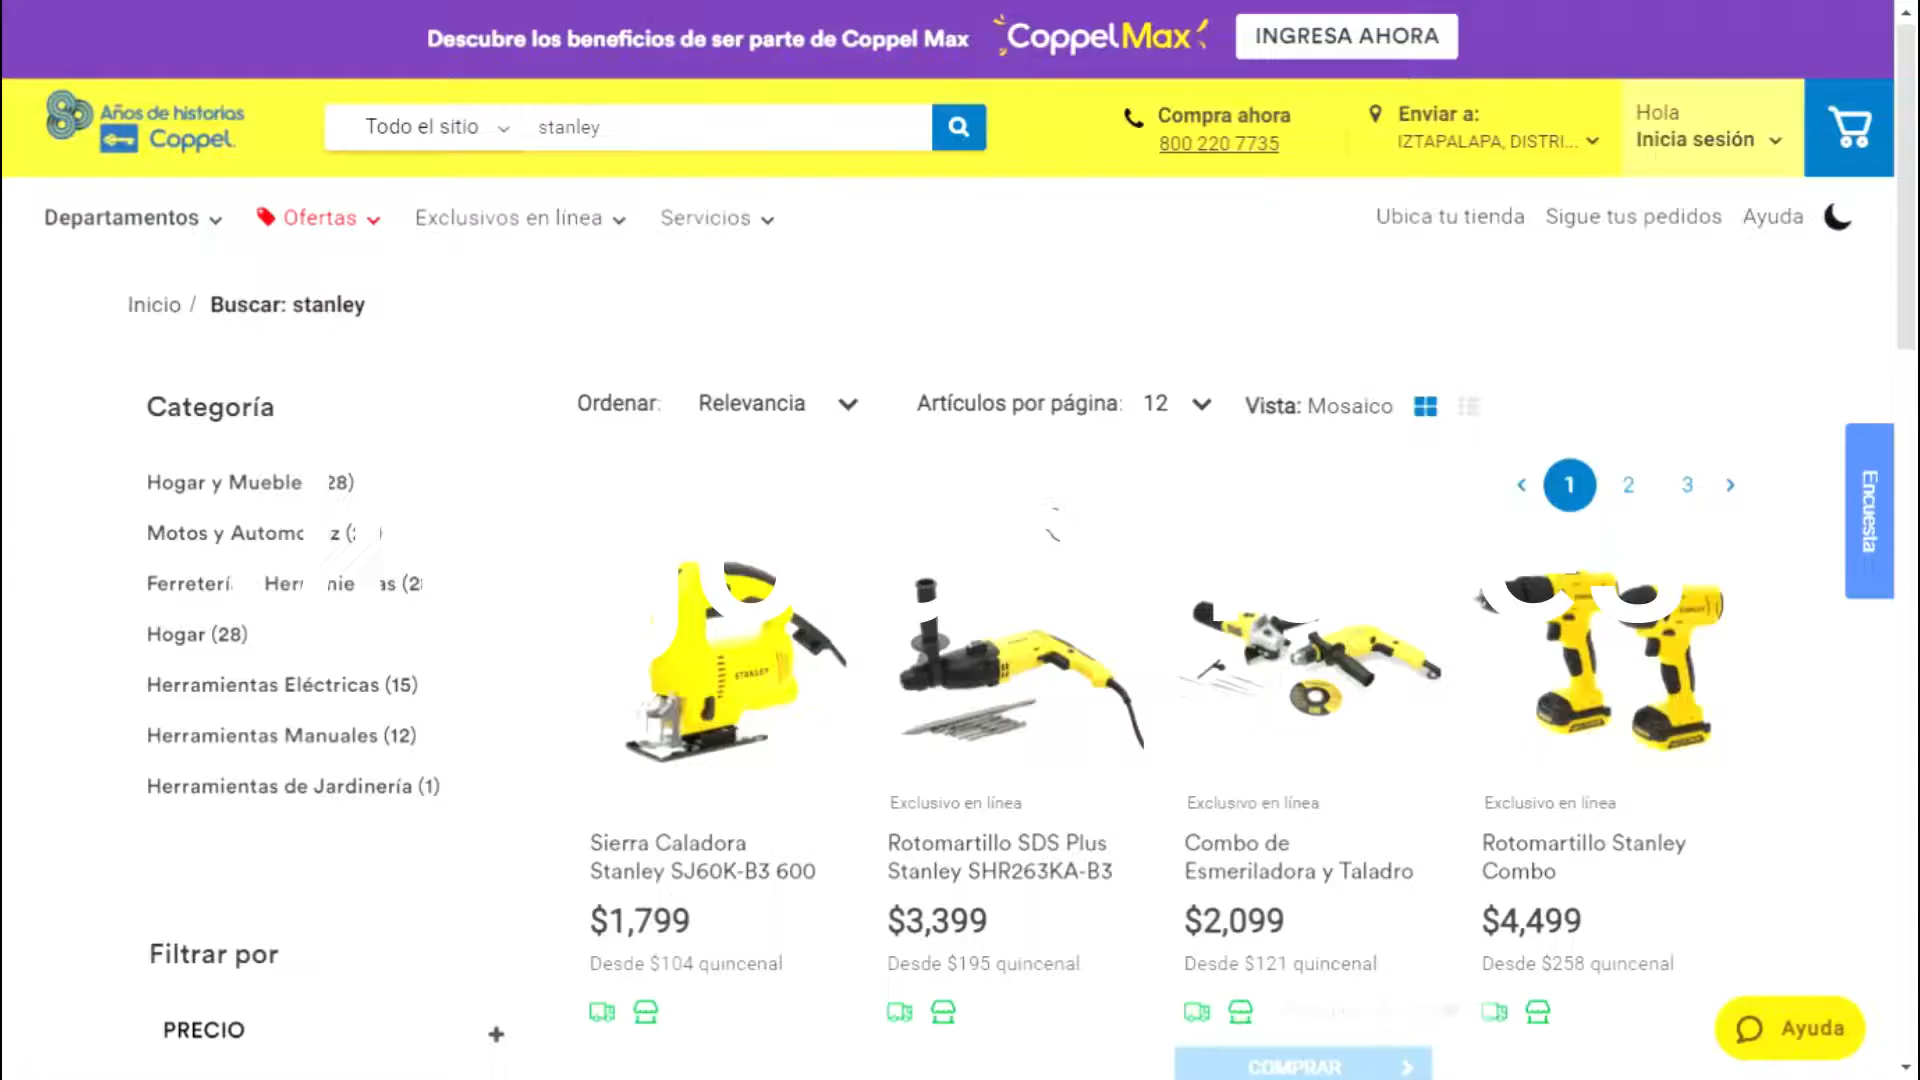 Descubre los beneficios de ser parte de Coppel Max
CoppelMax
INGRESA AHORA
80 Años de historias
Coppel.
Todo el sitio
stanley
Compra ahora
800 220 7735
Enviar a:
IZTAPALAPA, DISTRI...
Hola
Inicia sesión
Departamentos
Ofertas
Exclusivos en línea
Servicios
Ubica tu tienda
Sigue tus pedidos
Ayuda
Inicio / Buscar: stanley
Categoría
Ordenar: Relevancia
Artículos por página: 12
Vista: Mosaico
Hogar y Mueble 28)
Motos y Automo
Hogar (28)
Herramientas Eléctricas (15)
Herramientas Manuales (12)
Herramientas de Jardinería (1)
1 2 3
Encuesta
STANLEY
Sierra Caladora
Stanley SJ60K-B3 600
$1,799
Desde $104 quincenal
Exclusivo en línea
Rotomartillo SDS Plus
Stanley SHR263KA-B3
$3,399
Desde $195 quincenal
Exclusivo en línea
Combo de
Esmeriladora y Taladro
$2,099
Desde $121 quincenal
COMPRAR
Exclusivo en línea
Rotomartillo Stanley
Combo
$4,499
Desde $258 quincenal
Filtrar por
PRECIO
Ayuda